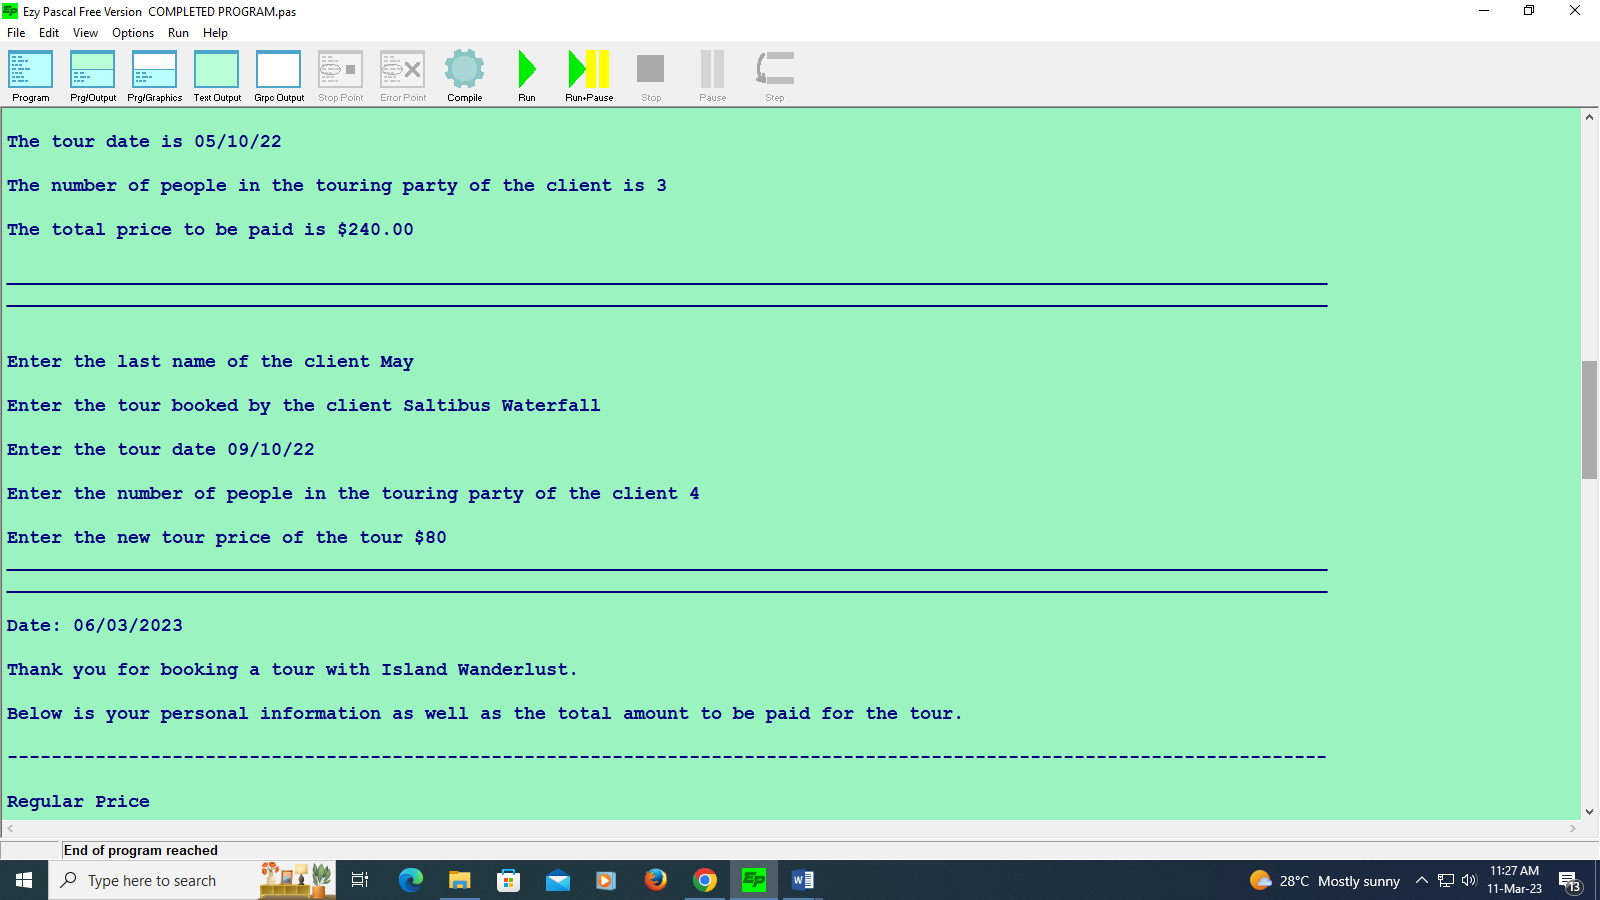 Ezy Pascal Free Version COMPLETED PROGRAM.pas
File Edit View Options Run Help
Program Prg/Output Prg/Graphics Text Output Grpc Output Stop Point Error Point Compile Run Run+Pause Stop Pause Step
The tour date is 05/10/22
The number of people in the touring party of the client is 3
The total price to be paid is $240.00
Enter the last name of the client May
Enter the tour booked by the client Saltibus Waterfall
Enter the tour date 09/10/22
Enter the number of people in the touring party of the client 4
Enter the new tour price of the tour $80
Date: 06/03/2023
Thank you for booking a tour with Island Wanderlust.
Below is your personal information as well as the total amount to be paid for the tour.
------------------------------------------------------------------------------------------------------------------------
Regular Price
End of program reached
Type here to search
28°C Mostly sunny
11:27 AM
11-Mar-23
13